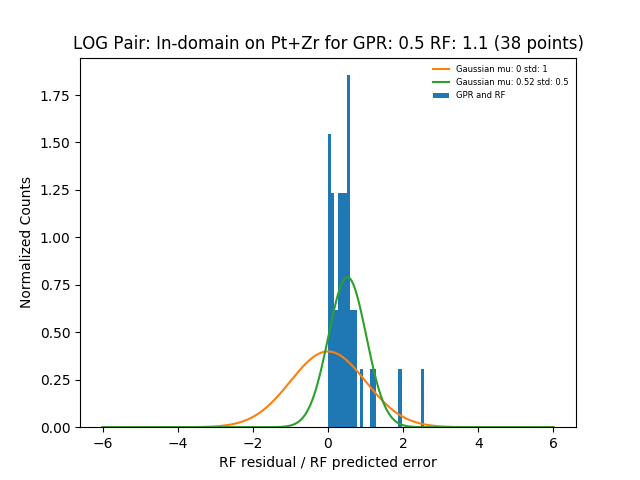 LOG Pair: In-domain on Pt+Zr for GPR: 0.5 RF: 1.1 (38 points)
Gaussian mu: 0 std: 1
Gaussian mu: 0.52 std: 0.5
GPR and RF
Normalized Counts
1.75
1.50
1.25
1.00
0.75
0.50
0.25
0.00
−6 −4 −2 0 2 4 6
RF residual / RF predicted error